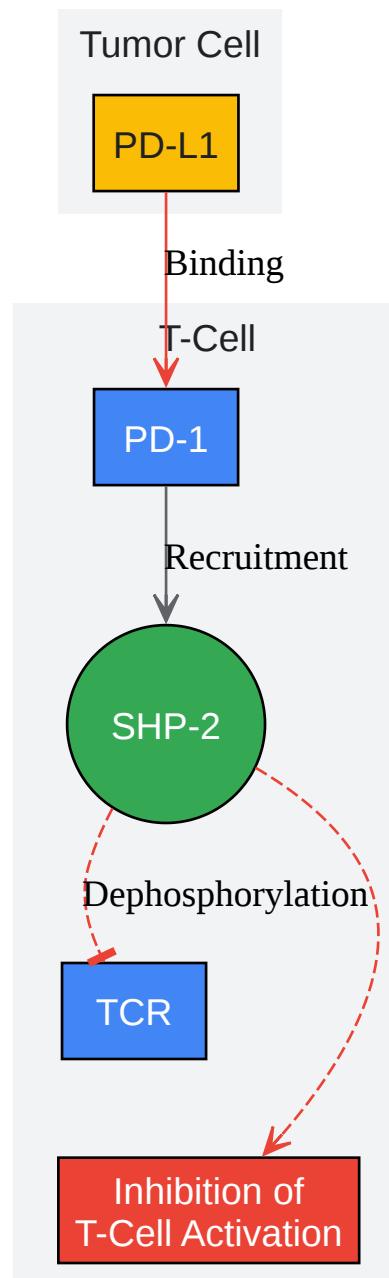 Tumor Cell
PD-L1
Binding
T-Cell
PD-1
Recruitment
SHP-2
Dephosphorylation
TCR
Inhibition of
T-Cell Activation